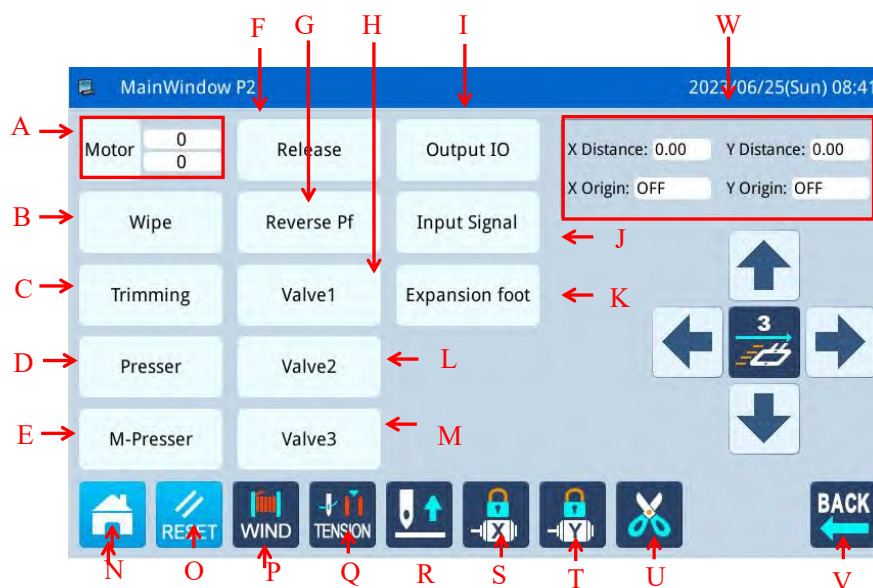 F G H I W
MainWindow P2 2023/06/25(Sun) 08:41
A Motor 0 Release Output IO X Distance: 0.00 Y Distance: 0.00
0
X Origin: OFF Y Origin: OFF
B Wipe Reverse Pf Input Signal J
C Trimming Valve1 Expansion foot K
3
D Presser Valve2 L
E M-Presser Valve3 M
RESET WIND TENSION X Y BACK
N O P Q R S T U V